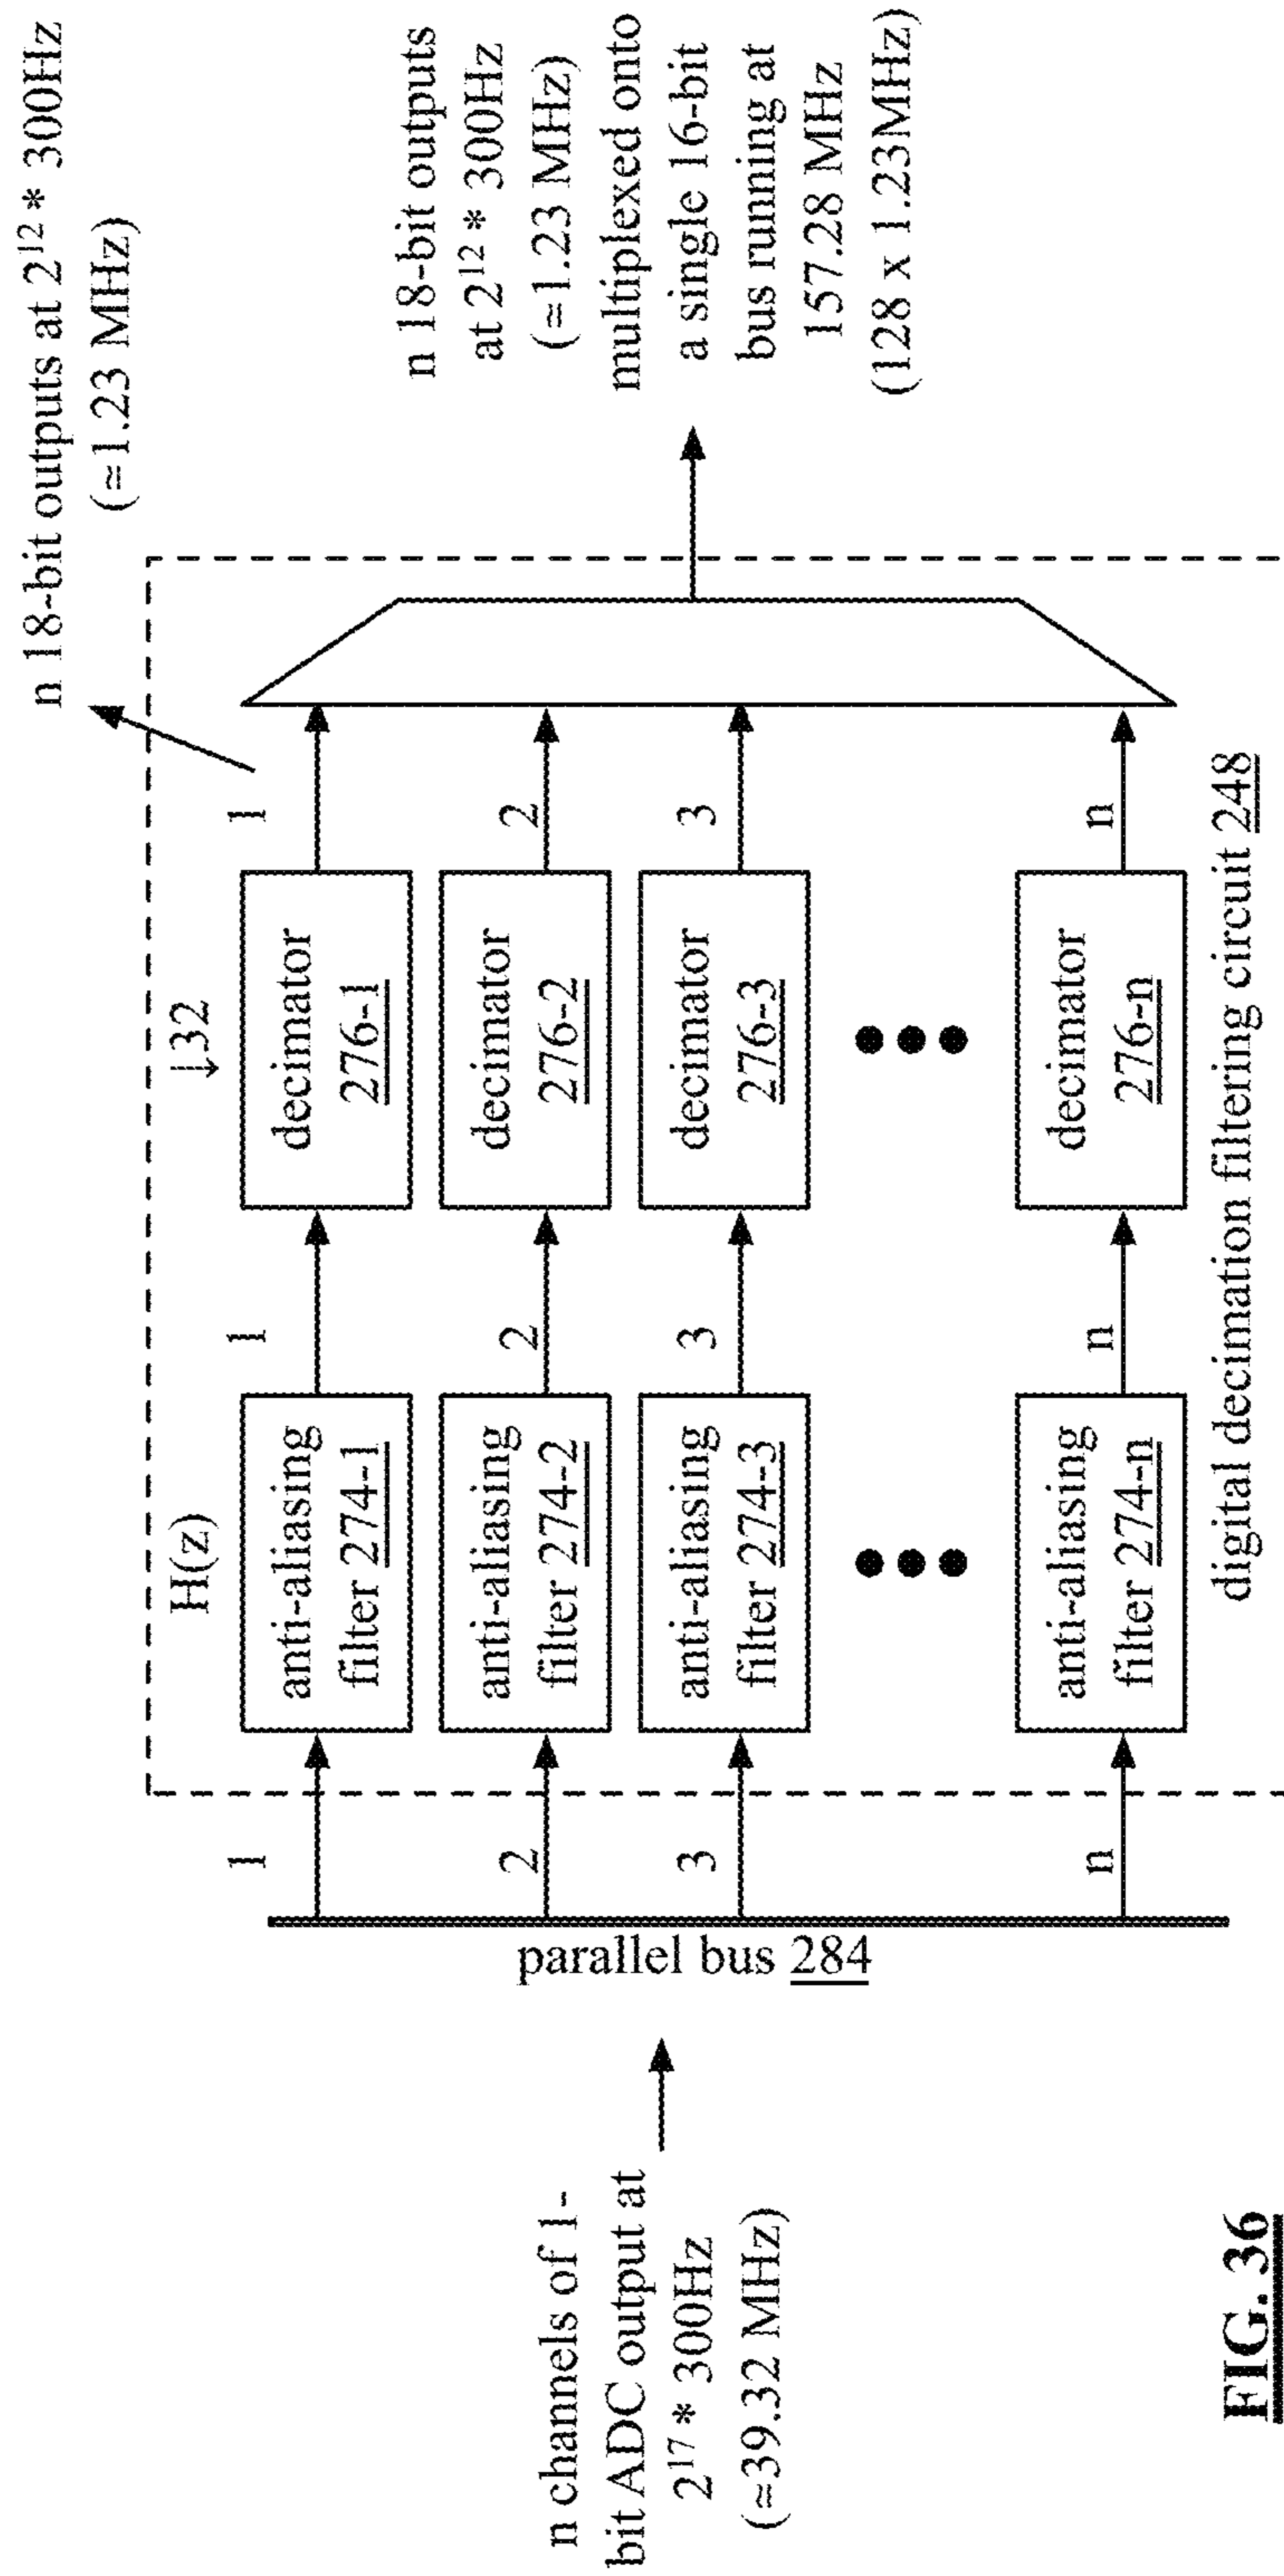 n channels of 1-
bit ADC output at
2¹⁷ * 300Hz
(≃39.32 MHz)
parallel bus 284
1
2
3
n
H(z)
anti-aliasing
filter 274-1
anti-aliasing
filter 274-2
anti-aliasing
filter 274-3
anti-aliasing
filter 274-n
1
2
3
n
↓32
decimator
276-1
decimator
276-2
decimator
276-3
decimator
276-n
1
2
3
n
digital decimation filtering circuit 248
n 18-bit outputs at 2¹² * 300Hz
(≃1.23 MHz)
n 18-bit outputs
at 2¹² * 300Hz
(≃1.23 MHz)
multiplexed onto
a single 16-bit
bus running at
157.28 MHz
(128 x 1.23MHz)
FIG. 36